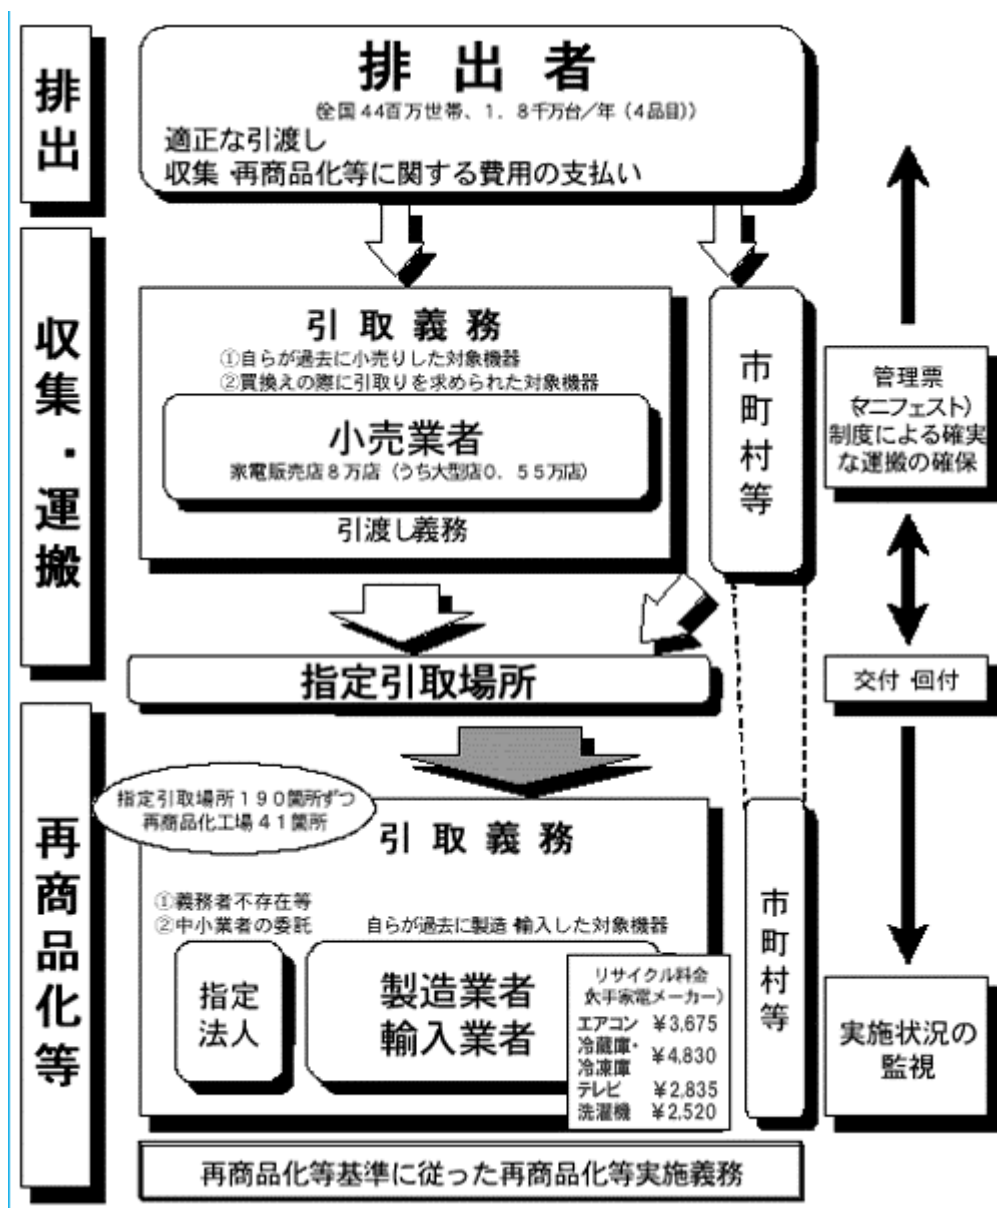 排出
排出者
(全国44百万世帯、1.8千万台/年(4品目))
適正な引渡し
収集・再商品化等に関する費用の支払い
収集・運搬
引取義務
①自らが過去に小売りした対象機器
②買換えの際に引取りを求められた対象機器
小売業者
家電販売店8万店(うち大型店0.55万店)
引渡し義務
市町村等
管理票
(マニフェスト)
制度による確実
な運搬の確保
指定引取場所
交付・回付
再商品化等
指定引取場所190箇所ずつ
再商品化工場41箇所
引取義務
①義務者不存在等
②中小業者の委託
自らが過去に製造・輸入した対象機器
指定
法人
製造業者
輸入業者
リサイクル料金
(大手家電メーカー)
エアコン ¥3,675
冷蔵庫・
冷凍庫 ¥4,830
テレビ ¥2,835
洗濯機 ¥2,520
市町村等
実施状況の
監視
再商品化等基準に従った再商品化等実施義務